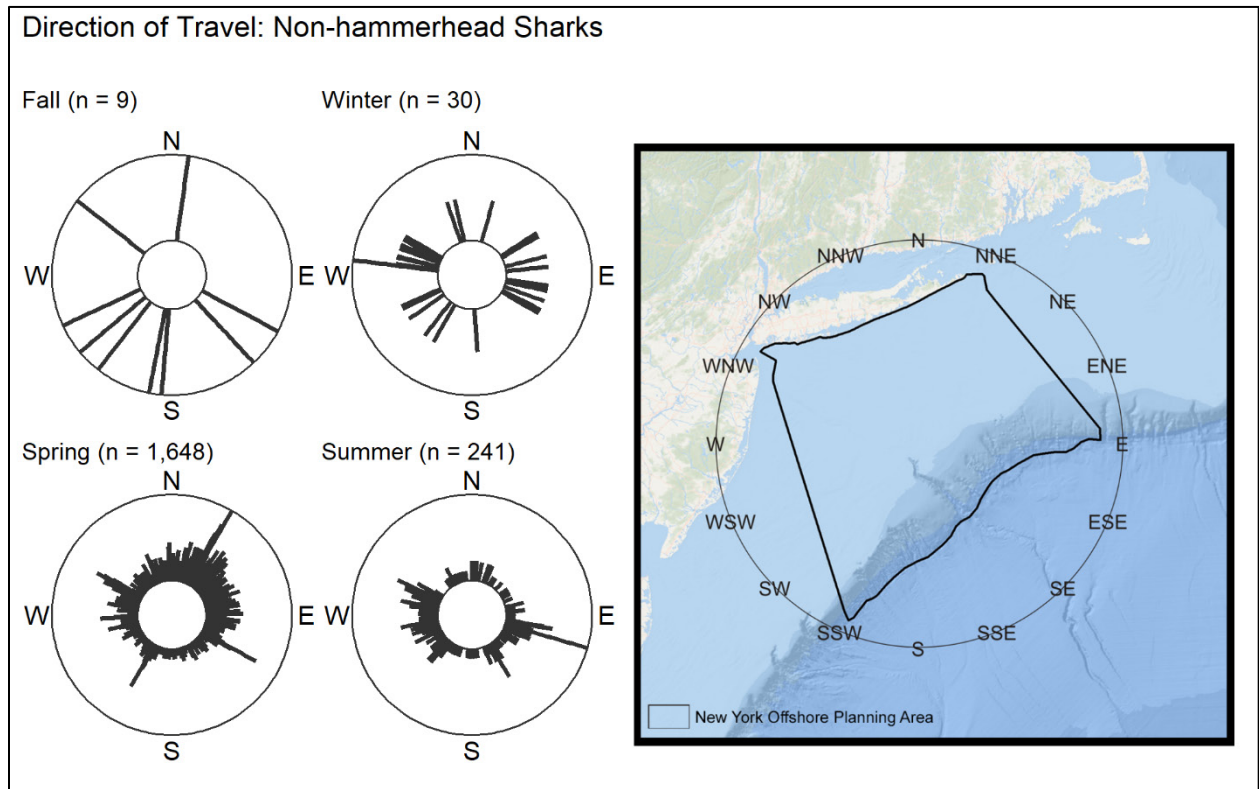 Direction of Travel: Non-hammerhead Sharks
Fall (n = 9)
N
W
E
S
Winter (n = 30)
N
W
E
S
Spring (n = 1,648)
N
W
E
S
Summer (n = 241)
N
W
E
S
N
NNW
NNE
NW
NE
WNW
ENE
W
E
WSW
ESE
SW
SE
SSW
SSE
S
New York Offshore Planning Area